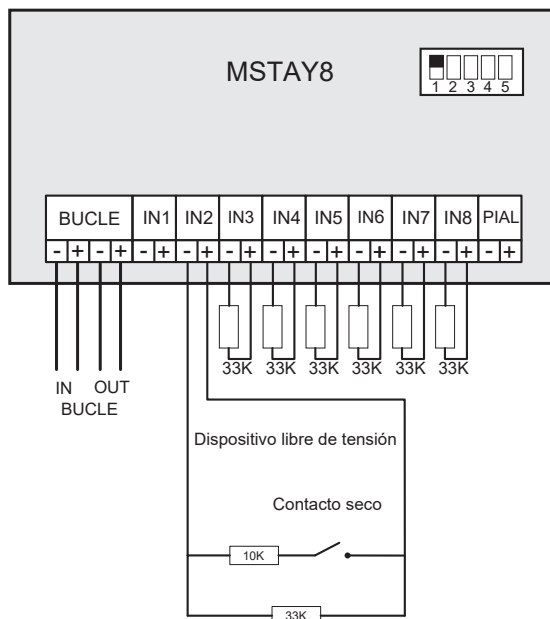 MSTAY8
1 2 3 4 5
BUCLE IN1 IN2 IN3 IN4 IN5 IN6 IN7 IN8 PIAL
- + - + - + - + - + - + - + - + - + - + - +
33K 33K 33K 33K 33K 33K
IN OUT
BUCLE
Dispositivo libre de tensión
Contacto seco
10K
33K